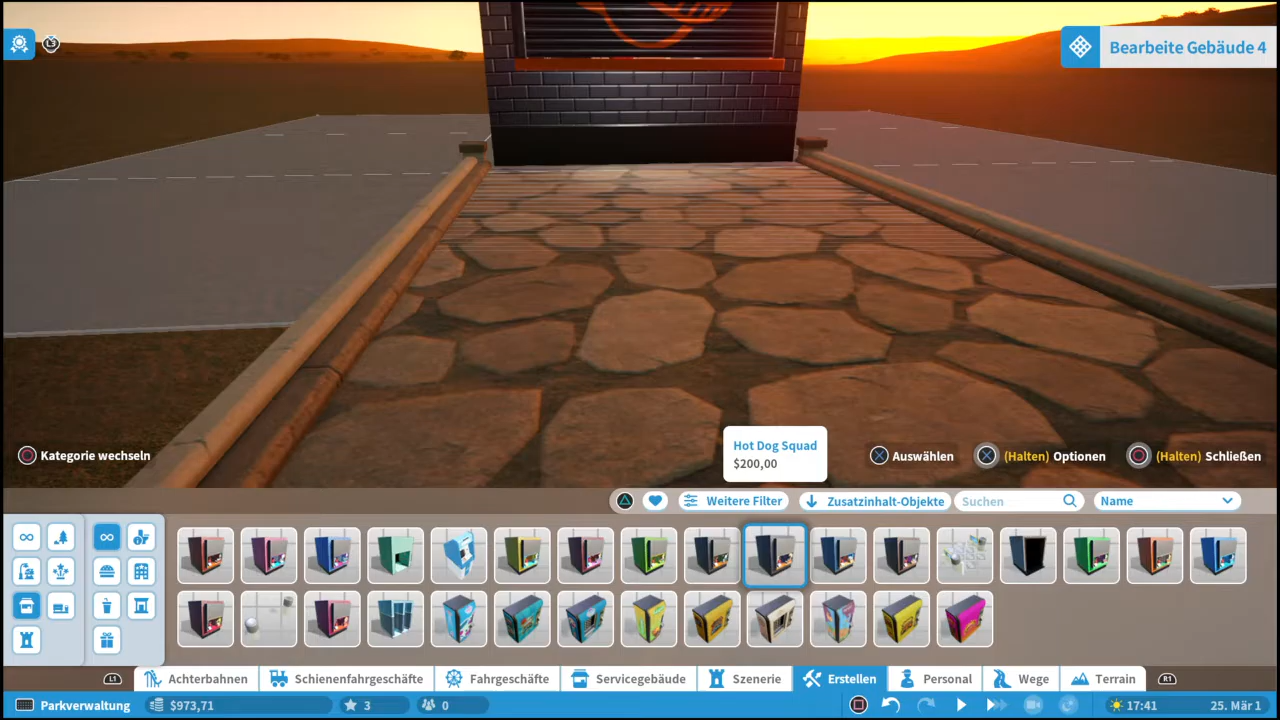 L3
Bearbeite Gebäude 4
Kategorie wechseln
Hot Dog Squad
$200,00
Auswählen
(Halten) Optionen
(Halten) Schließen
Weitere Filter
Zusatzinhalt-Objekte
Suchen
Name
L1
Achterbahnen
Schienenfahrgeschäfte
Fahrgeschäfte
Servicegebäude
Szenerie
Erstellen
Personal
Wege
Terrain
R1
Parkverwaltung
$973,71
3
0
17:41
25. Mär 1